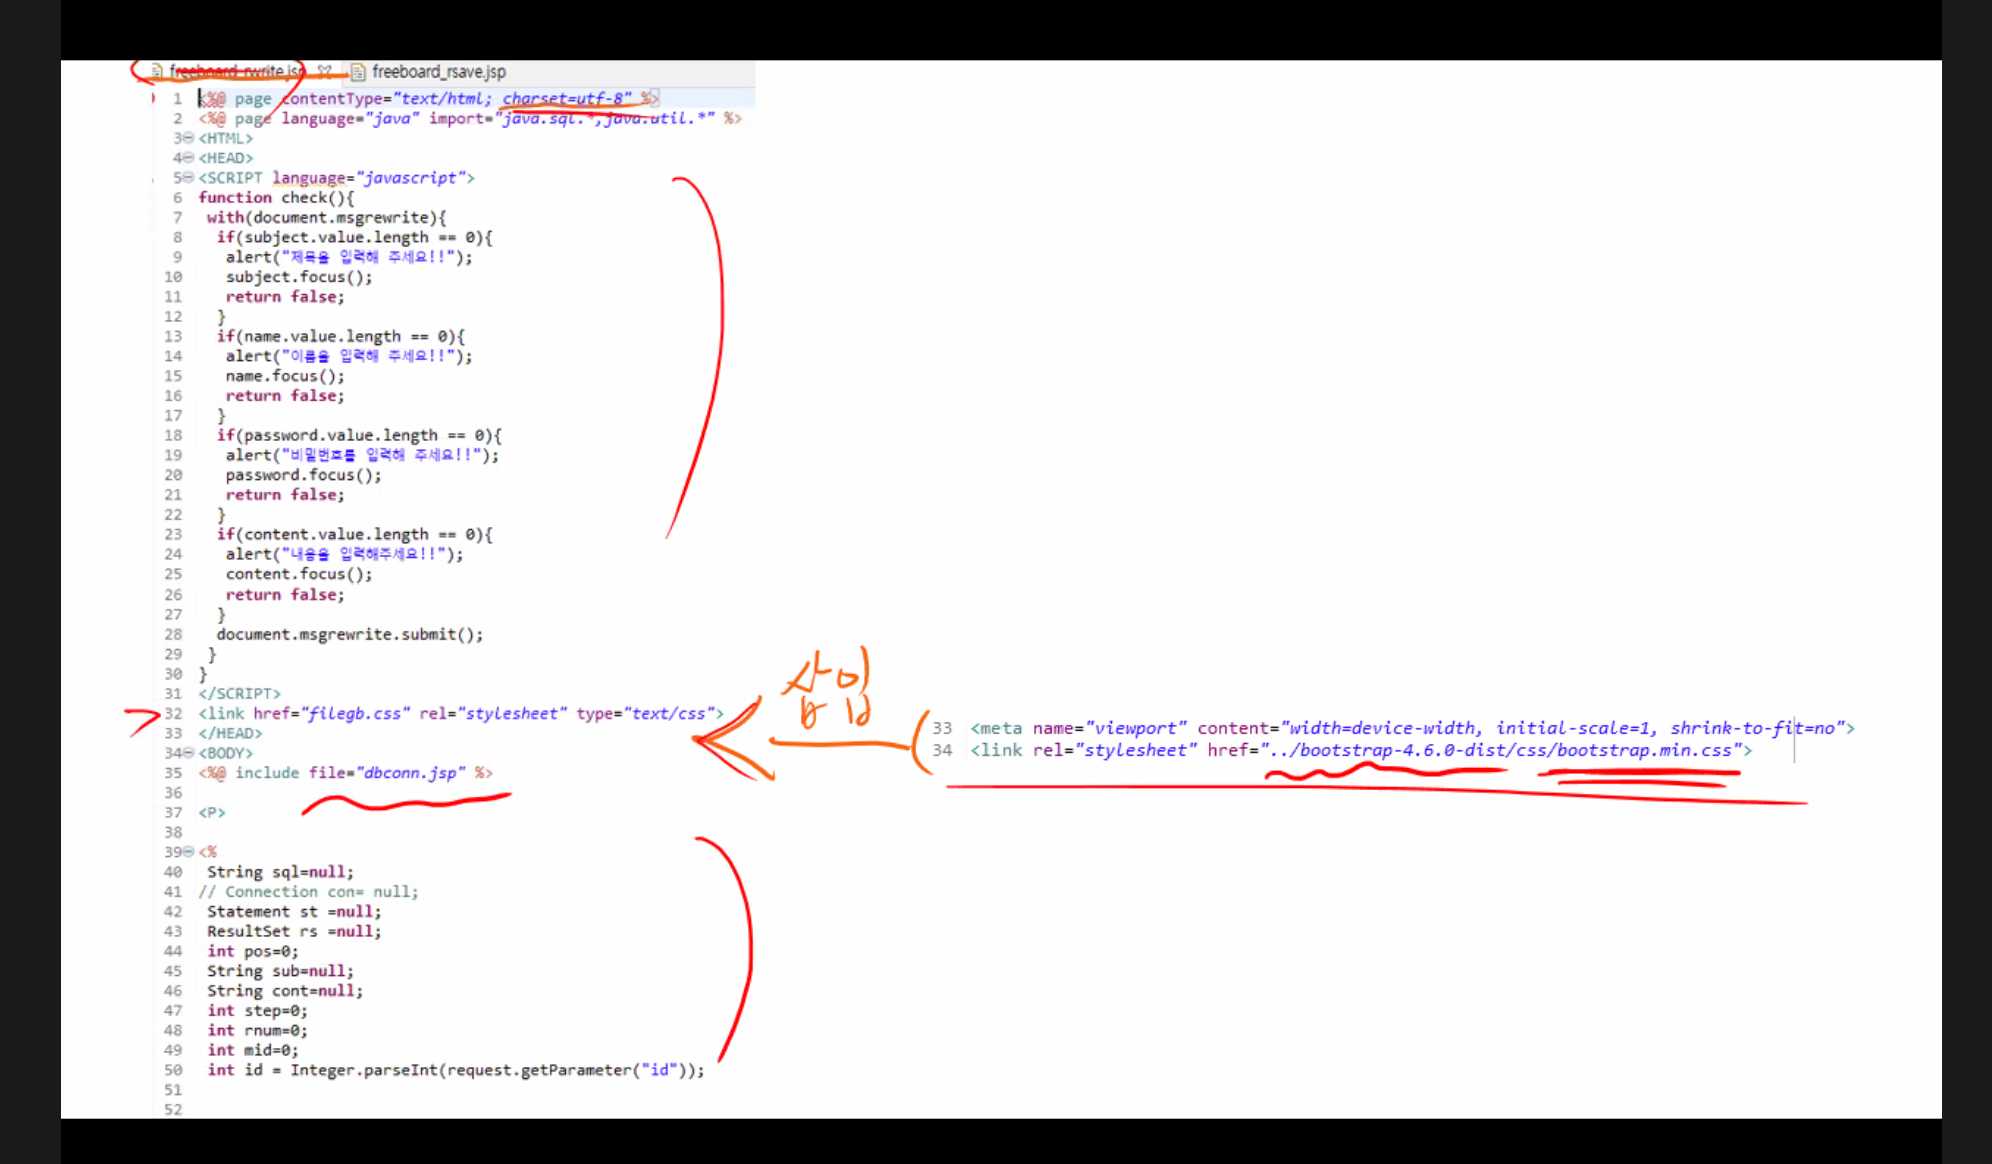 freeboard_rwrite.jsp freeboard_rsave.jsp
1 <%@ page contentType="text/html; charset=utf-8" %>
2 <%@ page language="java" import="java.sql.*,java.util.*" %>
3 <HTML>
4 <HEAD>
5 <SCRIPT language="javascript">
6 function check(){
7 with(document.msgrewrite){
8 if(subject.value.length == 0){
9 alert("제목을 입력해 주세요!!");
10 subject.focus();
11 return false;
12 }
13 if(name.value.length == 0){
14 alert("이름을 입력해 주세요!!");
15 name.focus();
16 return false;
17 }
18 if(password.value.length == 0){
19 alert("비밀번호를 입력해 주세요!!");
20 password.focus();
21 return false;
22 }
23 if(content.value.length == 0){
24 alert("내용을 입력해주세요!!");
25 content.focus();
26 return false;
27 }
28 document.msgrewrite.submit();
29 }
30 }
31 </SCRIPT>
32 <link href="filegb.css" rel="stylesheet" type="text/css">
33 </HEAD>
34 <BODY>
35 <%@ include file="dbconn.jsp" %>
36
37 <P>
38
39 <%
40 String sql=null;
41 // Connection con= null;
42 Statement st =null;
43 ResultSet rs =null;
44 int pos=0;
45 String sub=null;
46 String cont=null;
47 int step=0;
48 int rnum=0;
49 int mid=0;
50 int id = Integer.parseInt(request.getParameter("id"));
51
52
삽입
33 <meta name="viewport" content="width=device-width, initial-scale=1, shrink-to-fit=no">
34 <link rel="stylesheet" href="../bootstrap-4.6.0-dist/css/bootstrap.min.css">